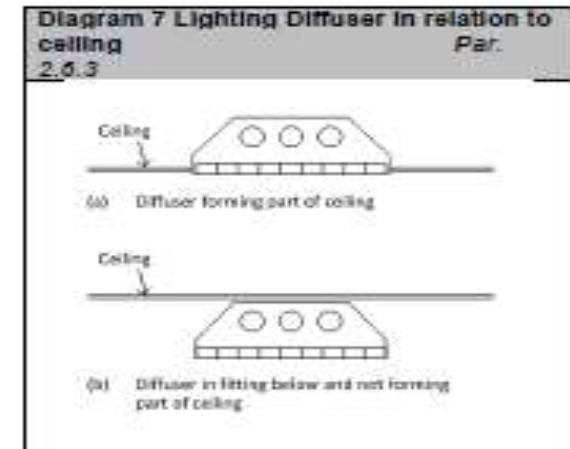 Diagram 7 Lighting Diffuser in relation to
ceiling Par.
2.6.3
Ceiling
(a) Diffuser forming part of ceiling
Ceiling
(b) Diffuser in fitting below and not forming
part of ceiling